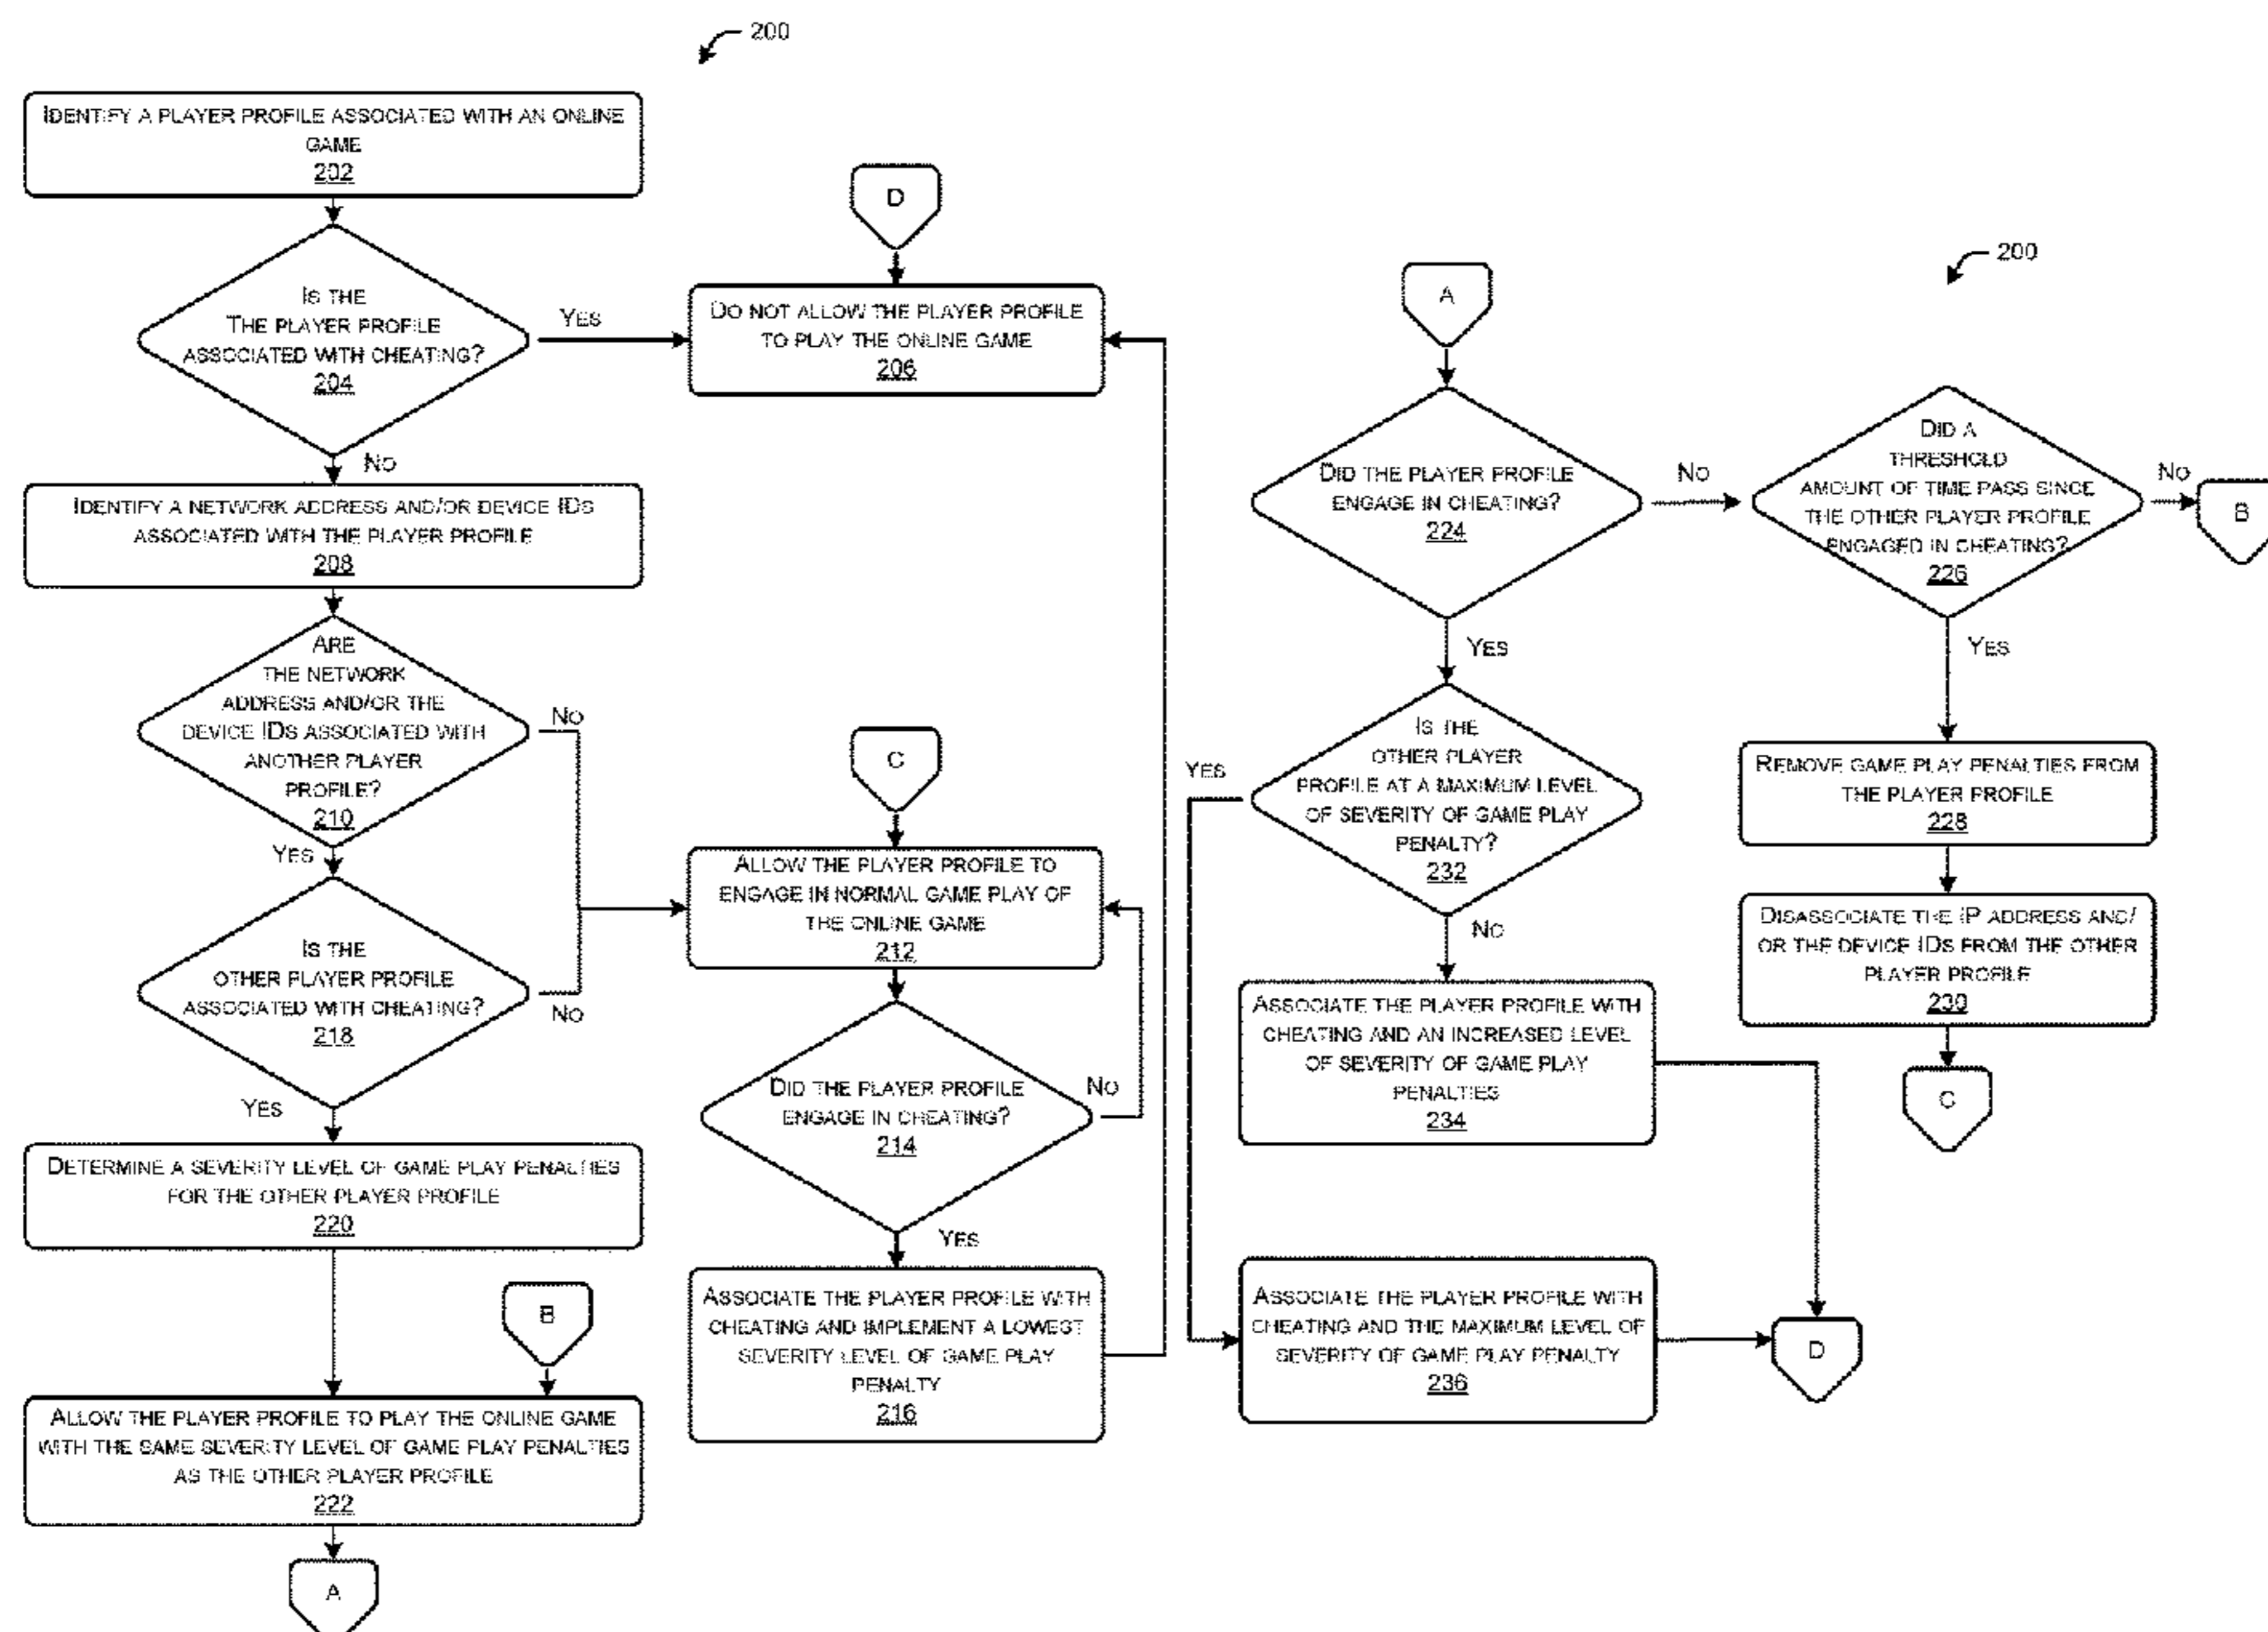 200
IDENTIFY A PLAYER PROFILE ASSOCIATED WITH AN ONLINE
GAME
202
IS THE
THE PLAYER PROFILE
ASSOCIATED WITH CHEATING?
204
YES
NO
D
DO NOT ALLOW THE PLAYER PROFILE
TO PLAY THE ONLINE GAME
206
IDENTIFY A NETWORK ADDRESS AND/OR DEVICE IDS
ASSOCIATED WITH THE PLAYER PROFILE
208
ARE
THE NETWORK
ADDRESS AND/OR THE
DEVICE IDS ASSOCIATED WITH
ANOTHER PLAYER
PROFILE?
210
NO
YES
IS THE
OTHER PLAYER PROFILE
ASSOCIATED WITH CHEATING?
218
NO
YES
C
ALLOW THE PLAYER PROFILE TO
ENGAGE IN NORMAL GAME PLAY OF
THE ONLINE GAME
212
DID THE PLAYER PROFILE
ENGAGE IN CHEATING?
214
NO
YES
ASSOCIATE THE PLAYER PROFILE WITH
CHEATING AND IMPLEMENT A LOWEST
SEVERITY LEVEL OF GAME PLAY
PENALTY
216
DETERMINE A SEVERITY LEVEL OF GAME PLAY PENALTIES
FOR THE OTHER PLAYER PROFILE
220
B
ALLOW THE PLAYER PROFILE TO PLAY THE ONLINE GAME
WITH THE SAME SEVERITY LEVEL OF GAME PLAY PENALTIES
AS THE OTHER PLAYER PROFILE
222
A
200
A
DID THE PLAYER PROFILE
ENGAGE IN CHEATING?
224
NO
YES
DID A
THRESHOLD
AMOUNT OF TIME PASS SINCE
THE OTHER PLAYER PROFILE
ENGAGED IN CHEATING?
226
NO
B
YES
REMOVE GAME PLAY PENALTIES FROM
THE PLAYER PROFILE
228
DISASSOCIATE THE IP ADDRESS AND/
OR THE DEVICE IDS FROM THE OTHER
PLAYER PROFILE
230
C
IS THE
OTHER PLAYER
PROFILE AT A MAXIMUM LEVEL
OF SEVERITY OF GAME PLAY
PENALTY?
232
YES
NO
ASSOCIATE THE PLAYER PROFILE WITH
CHEATING AND AN INCREASED LEVEL
OF SEVERITY OF GAME PLAY
PENALTIES
234
ASSOCIATE THE PLAYER PROFILE WITH
CHEATING AND THE MAXIMUM LEVEL OF
SEVERITY OF GAME PLAY PENALTY
236
D